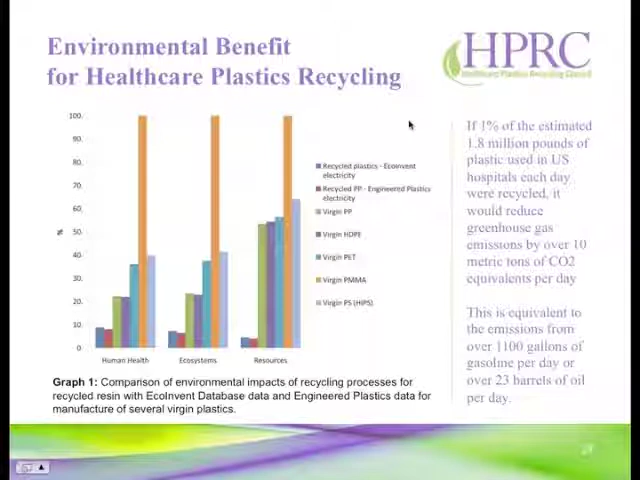 Environmental Benefit
for Healthcare Plastics Recycling
HPRC
Healthcare Plastics Recycling Council
100.
90.
80.
70.
60.
50.
40.
30.
20.
10.
0.
%
Human Health
Ecosystems
Resources
Recycled plastics - EcoInvent
electricity
Recycled PP - Engineered Plastics
electricity
Virgin PP
Virgin HDPE
Virgin PET
Virgin PMMA
Virgin PS (HIPS)
If 1% of the estimated
1.8 million pounds of
plastic used in US
hospitals each day
were recycled, it
would reduce
greenhouse gas
emissions by over 10
metric tons of CO2
equivalents per day
This is equivalent to
the emissions from
over 1100 gallons of
gasoline per day or
over 23 barrels of oil
per day.
Graph 1: Comparison of environmental impacts of recycling processes for
recycled resin with EcoInvent Database data and Engineered Plastics data for
manufacture of several virgin plastics.